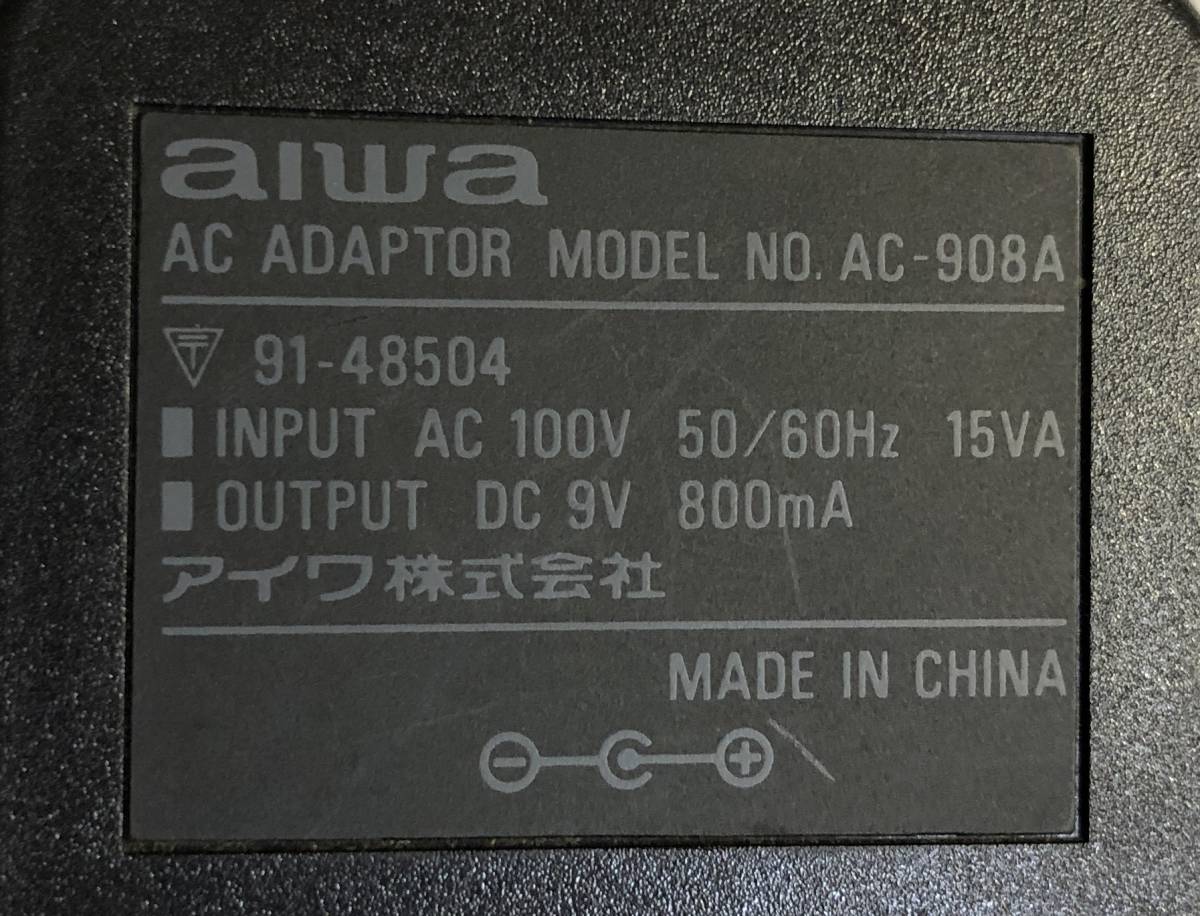 aiwa
AC ADAPTOR MODEL NO. AC-908A
91-48504
INPUT AC 100V 50/60Hz 15VA
OUTPUT DC 9V 800mA
アイワ株式会社
MADE IN CHINA